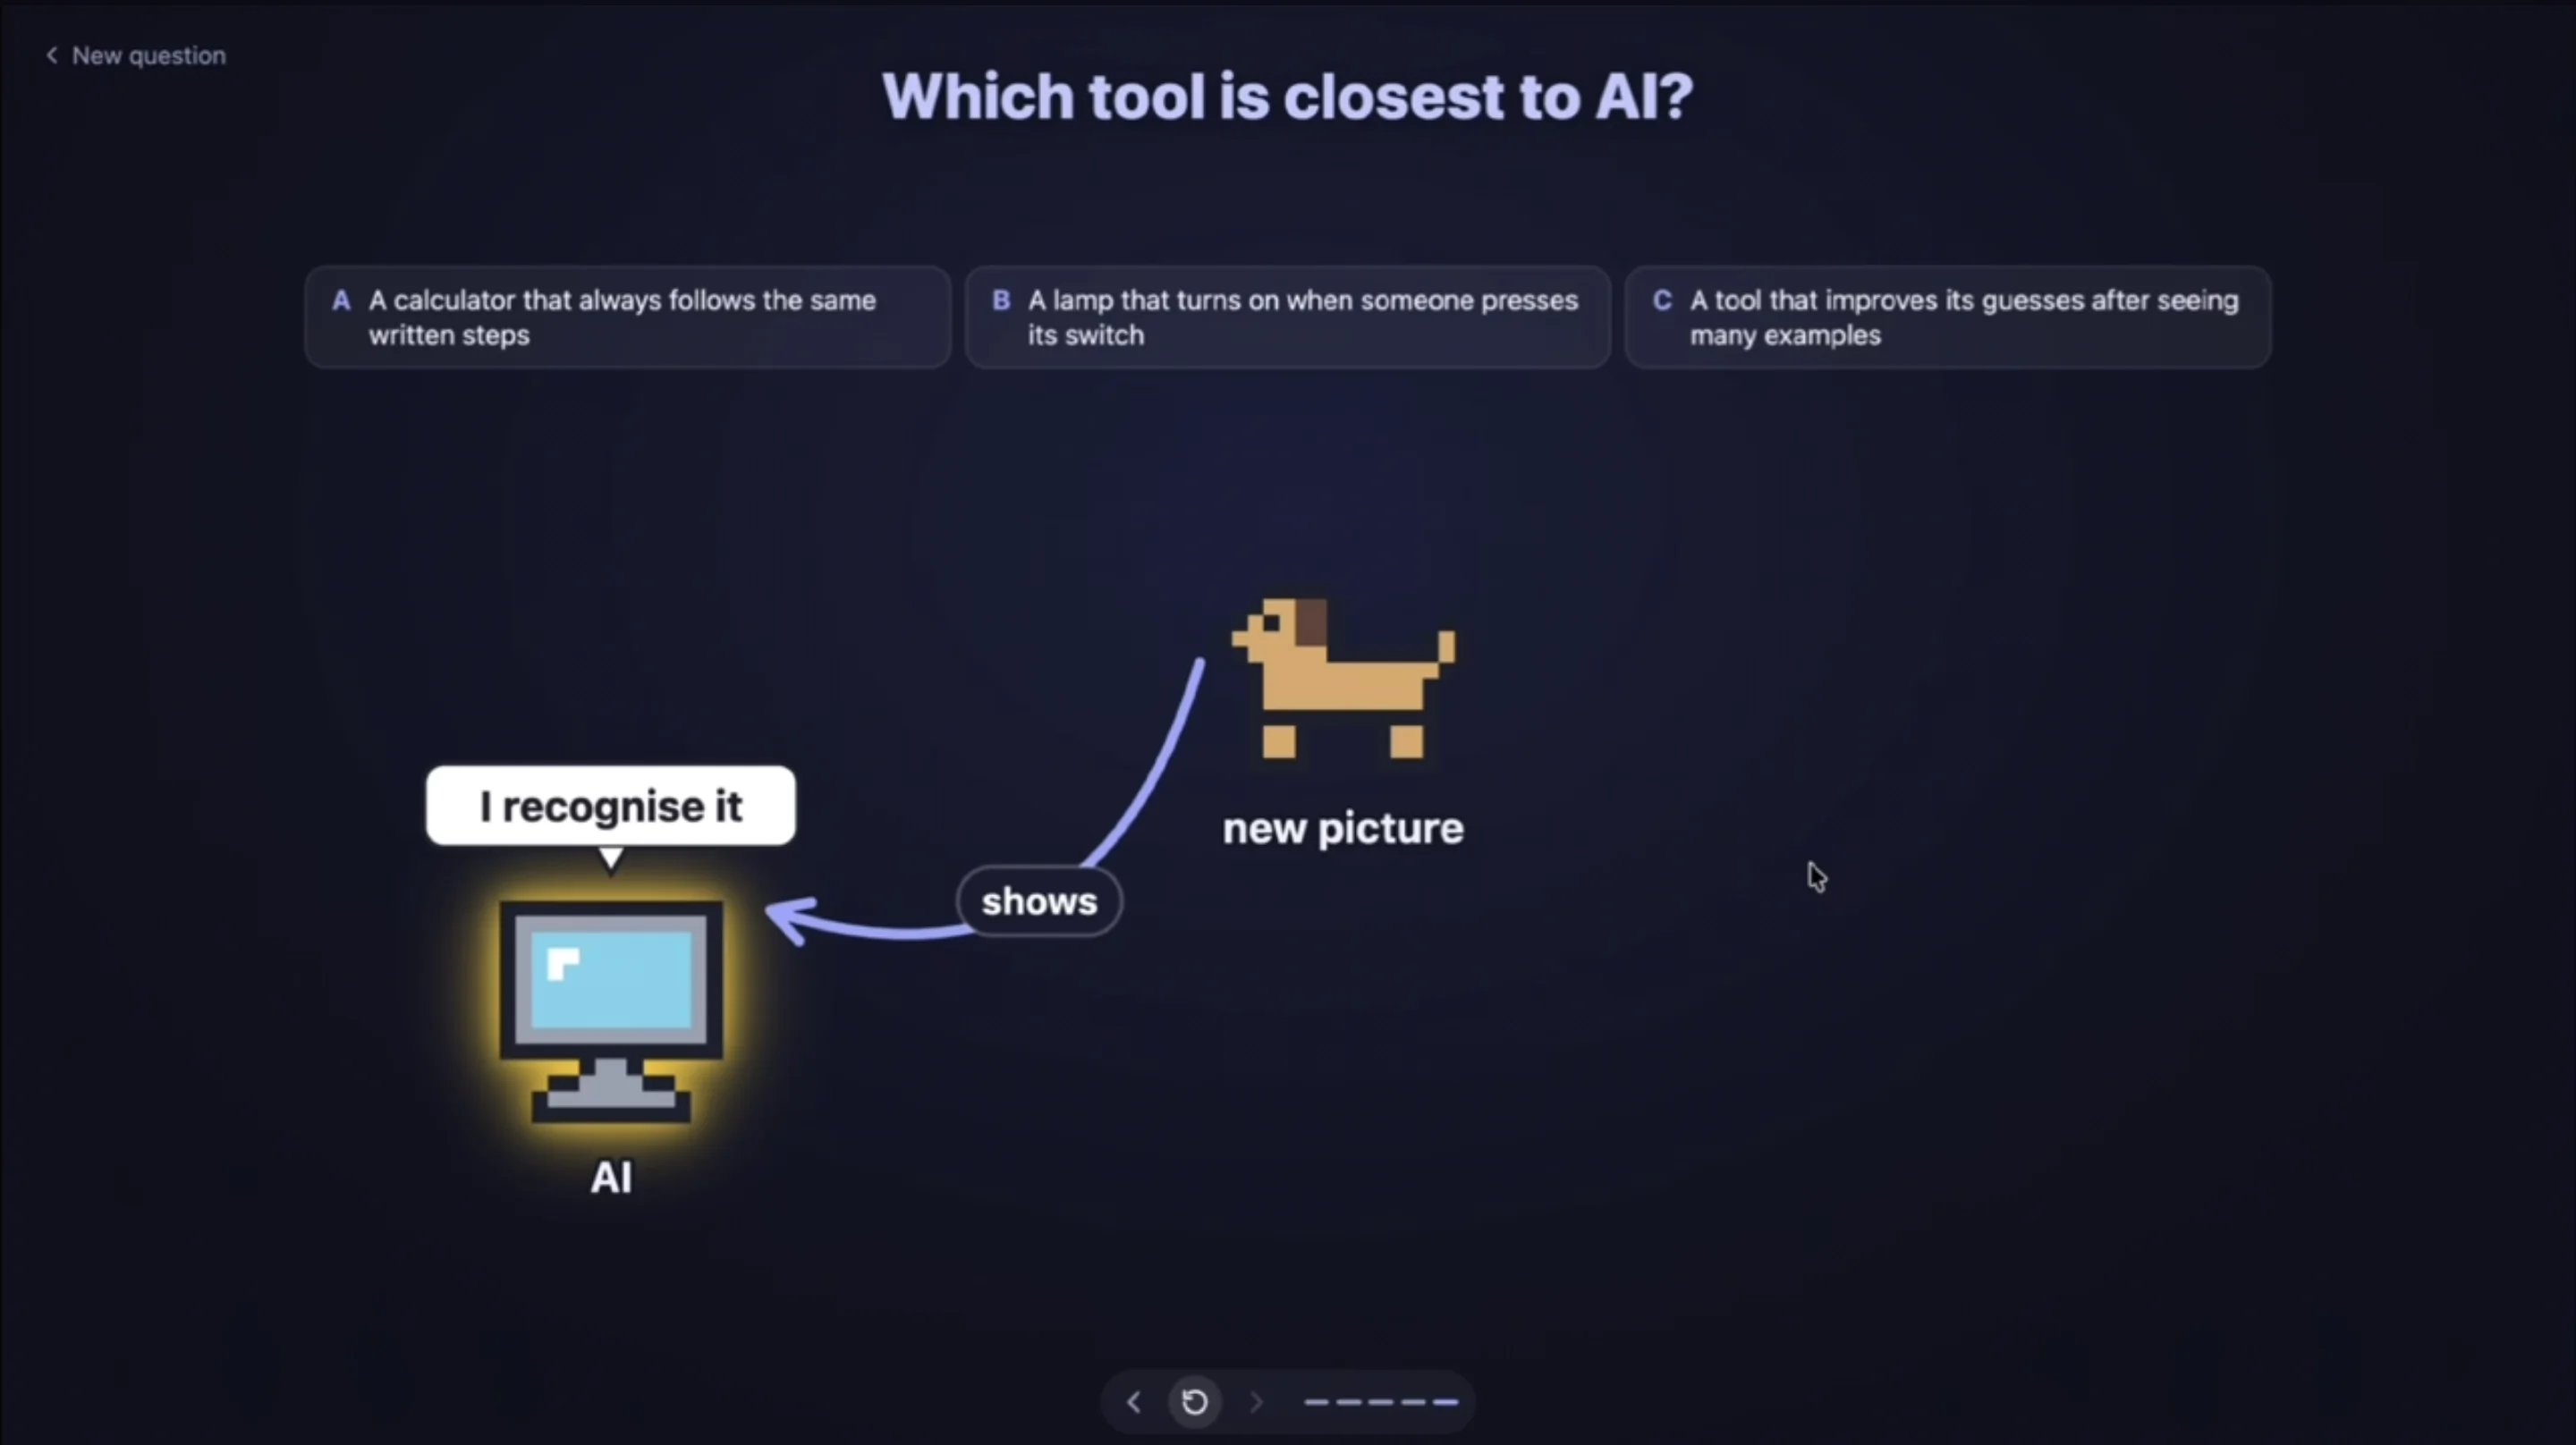 New question
Which tool is closest to AI?
A A calculator that always follows the same
written steps
B A lamp that turns on when someone presses
its switch
C A tool that improves its guesses after seeing
many examples
I recognise it
new picture
shows
AI